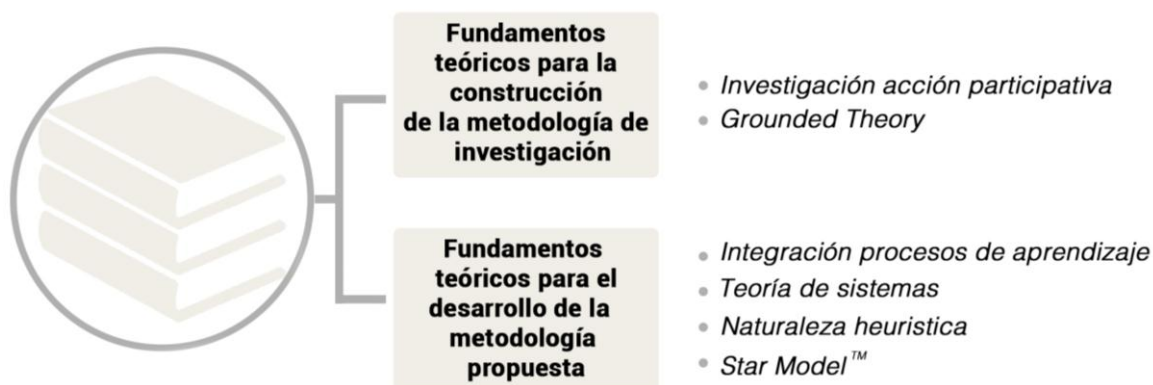 Fundamentos
teóricos para la
construcción
de la metodología de
investigación
• Investigación acción participativa
• Grounded Theory
Fundamentos
teóricos para el
desarrollo de la
metodología
propuesta
• Integración procesos de aprendizaje
• Teoría de sistemas
• Naturaleza heuristica
• Star Model™